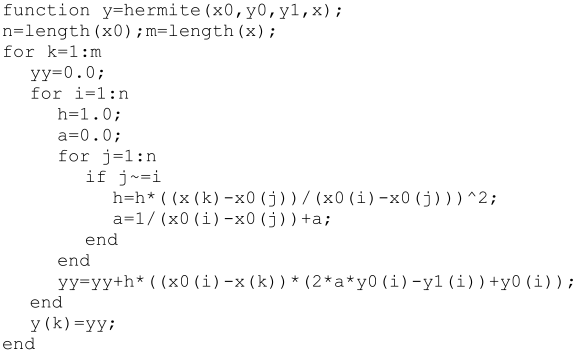 function y=hermite(x0,y0,y1,x);
n=length(x0);m=length(x);
for k=1:m
yy=0.0;
for i=1:n
h=1.0;
a=0.0;
for j=1:n
if j~=i
h=h*((x(k)-x0(j))/(x0(i)-x0(j)))^2;
a=1/(x0(i)-x0(j))+a;
end
end
yy=yy+h*((x0(i)-x(k))*(2*a*y0(i)-y1(i))+y0(i));
end
y(k)=yy;
end